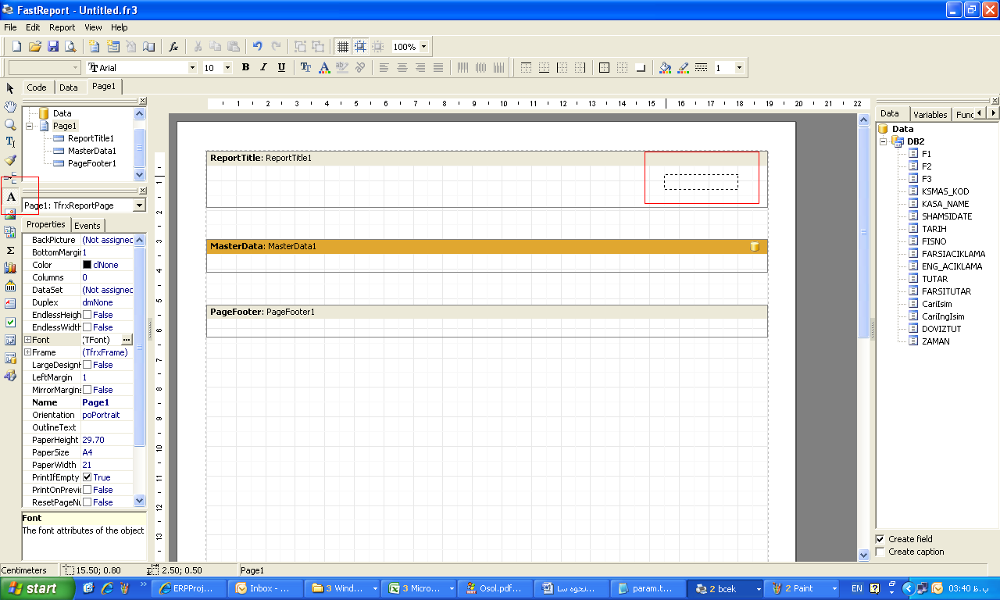 FastReport - Untitled.fr3
File Edit Report View Help
100%
Arial 10 B I U 1
Code Data Page1
Data
Page1
ReportTitle1
MasterData1
PageFooter1
Page1: TfrxReportPage
Properties Events
BackPicture (Not assigned
BottomMargin 1
Color clNone
Columns 0
DataSet (Not assigned
Duplex dmNone
EndlessHeigh False
EndlessWidth False
Font (TFont)
Frame (TfrxFrame)
LargeDesignH False
LeftMargin 1
MirrorMargins False
Name Page1
Orientation poPortrait
OutlineText
PaperHeight 29.70
PaperSize A4
PaperWidth 21
PrintIfEmpty True
PrintOnPrevio False
ResetPageNu False
Font
The font attributes of the object
1 2 3 4 5 6 7 8 9 10 11 12 13 14 15 16 17 18 19 20 21 22
1
2
3
4
5
6
7
8
9
10
11
12
13
ReportTitle: ReportTitle1
MasterData: MasterData1
PageFooter: PageFooter1
Data Variables Func
Data
DB2
F1
F2
F3
KSMAS_KOD
KASA_NAME
SHAMSIDATE
TARIH
FISNO
FARSIACIKLAMA
ENG_ACIKLAMA
TUTAR
FARSITUTAR
CariIsim
CariIngIsim
DOVIZTUT
ZAMAN
Create field
Create caption
Centimeters 15.50; 0.80 2.50; 0.50 Page1
start ERPProj... Inbox - ... 3 Wind... 3 Micro... Osol.pdf... نحوه سا... param.t... 2 bcek 2 Paint EN 03:40 ب.ظ